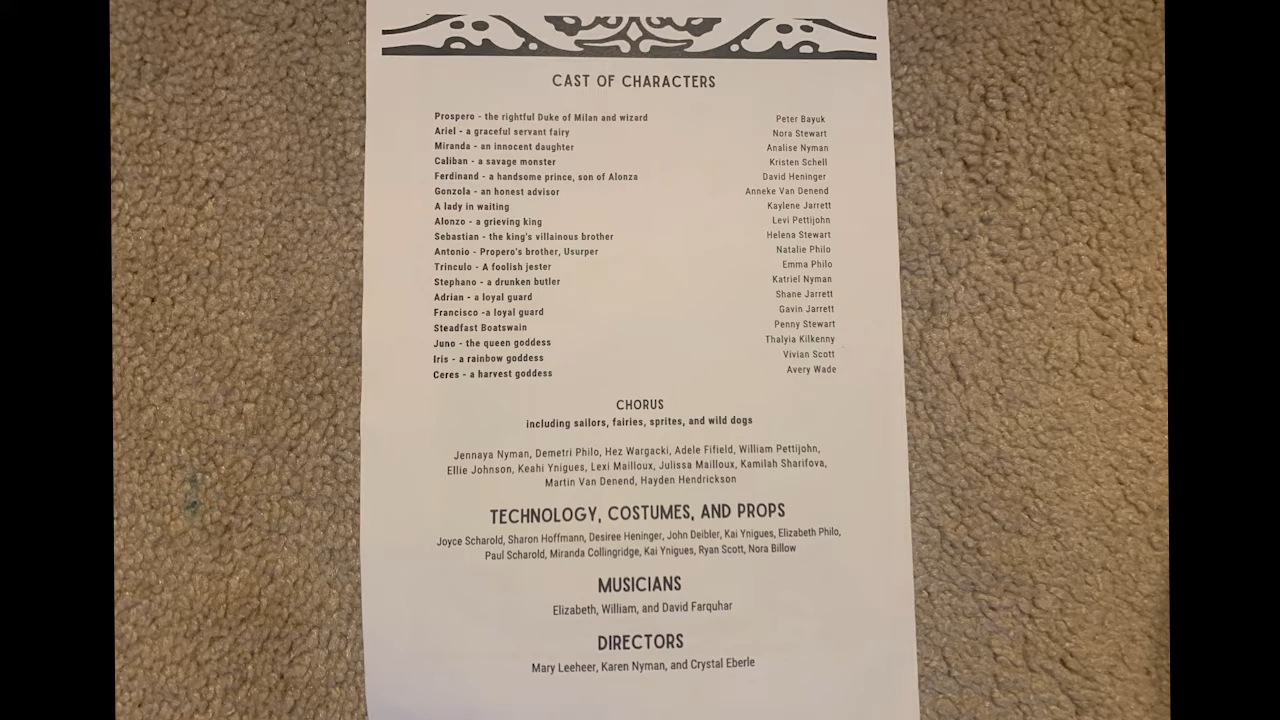 CAST OF CHARACTERS
Prospero - the rightful Duke of Milan and wizard Peter Bayuk
Ariel - a graceful servant fairy Nora Stewart
Miranda - an innocent daughter Analise Nyman
Caliban - a savage monster Kristen Schell
Ferdinand - a handsome prince, son of Alonza David Heninger
Gonzola - an honest advisor Anneke Van Denend
A lady in waiting Kaylene Jarrett
Alonzo - a grieving king Levi Pettijohn
Sebastian - the king's villainous brother Helena Stewart
Antonio - Propero's brother, Usurper Natalie Philo
Trinculo - A foolish jester Emma Philo
Stephano - a drunken butler Katriel Nyman
Adrian - a loyal guard Shane Jarrett
Francisco -a loyal guard Gavin Jarrett
Steadfast Boatswain Penny Stewart
Juno - the queen goddess Thalyia Kilkenny
Iris - a rainbow goddess Vivian Scott
Ceres - a harvest goddess Avery Wade
CHORUS
including sailors, fairies, sprites, and wild dogs
Jennaya Nyman, Demetri Philo, Hez Wargacki, Adele Fifield, William Pettijohn,
Ellie Johnson, Keahi Ynigues, Lexi Mailloux, Julissa Mailloux, Kamilah Sharifova,
Martin Van Denend, Hayden Hendrickson
TECHNOLOGY, COSTUMES, AND PROPS
Joyce Scharold, Sharon Hoffmann, Desiree Heninger, John Deibler, Kai Ynigues, Elizabeth Philo,
Paul Scharold, Miranda Collingridge, Kai Ynigues, Ryan Scott, Nora Billow
MUSICIANS
Elizabeth, William, and David Farquhar
DIRECTORS
Mary Leeheer, Karen Nyman, and Crystal Eberle